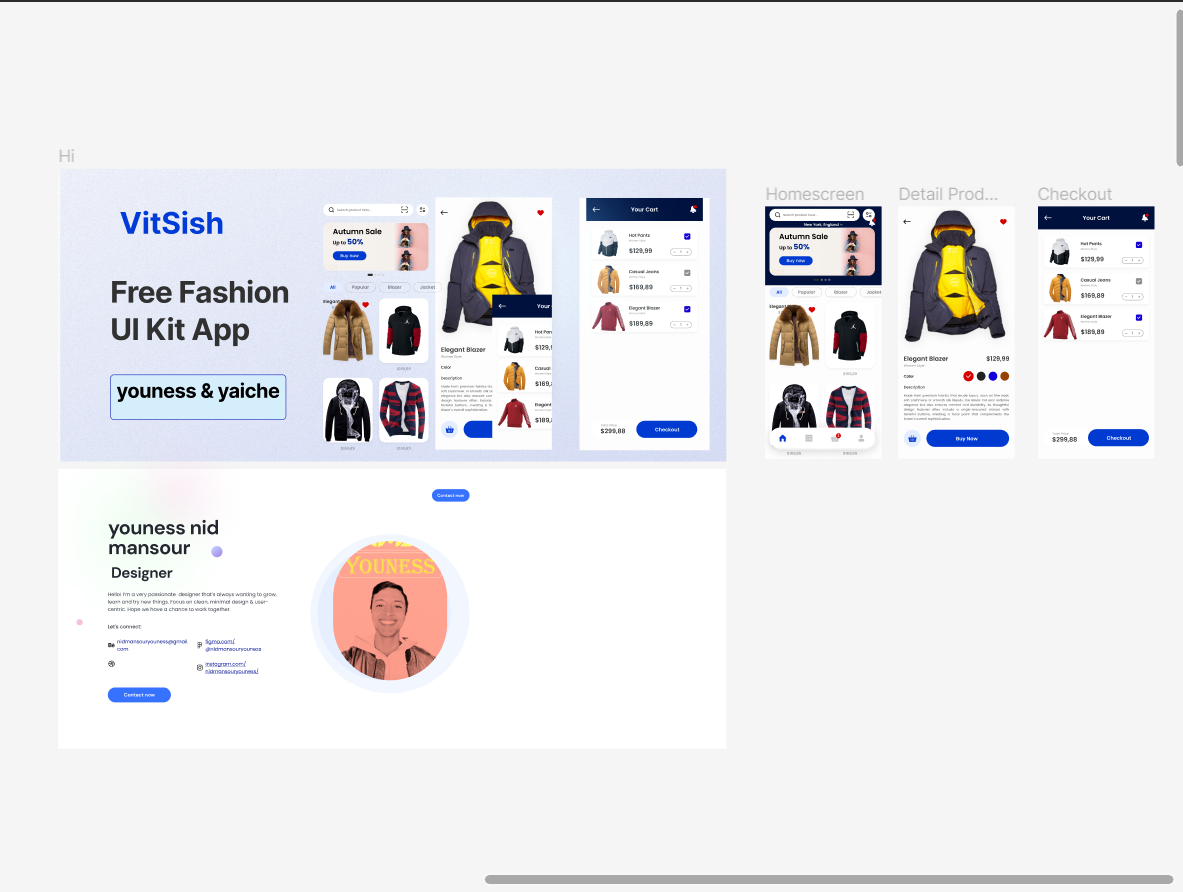 Hi
VitSish
Free Fashion
UI Kit App
youness & yaiche
Autumn Sale
Up to 50%
Buy now
All
Popular
Blazer
Jacket
Elegant Blazer
Color
Description
Your Cart
Hot Pants
$129,99
Casual Jeans
$169,89
Elegant Blazer
$189,89
$299,88
Checkout
Homescreen
Search product here...
New York, England
Autumn Sale
Up to 50%
Buy now
All
Popular
Blazer
Jacket
Detail Prod...
Elegant Blazer
$129,99
Color
Description
Buy Now
Checkout
Your Cart
Hot Pants
$129,99
Casual Jeans
$169,89
Elegant Blazer
$189,89
$299,88
Checkout
Contact now
youness nid
mansour
Designer
Hello! I'm a very passionate designer that's always wanting to grow,
learn and try new things. Focus on clean, minimal design & user-
centric. Hope we have a chance to work together.
Let's connect:
nidmansouryouness@gmail.
com
figma.com/
@nidmansouryouness
instagram.com/
nidmansouryouness/
Contact now
YOUNESS